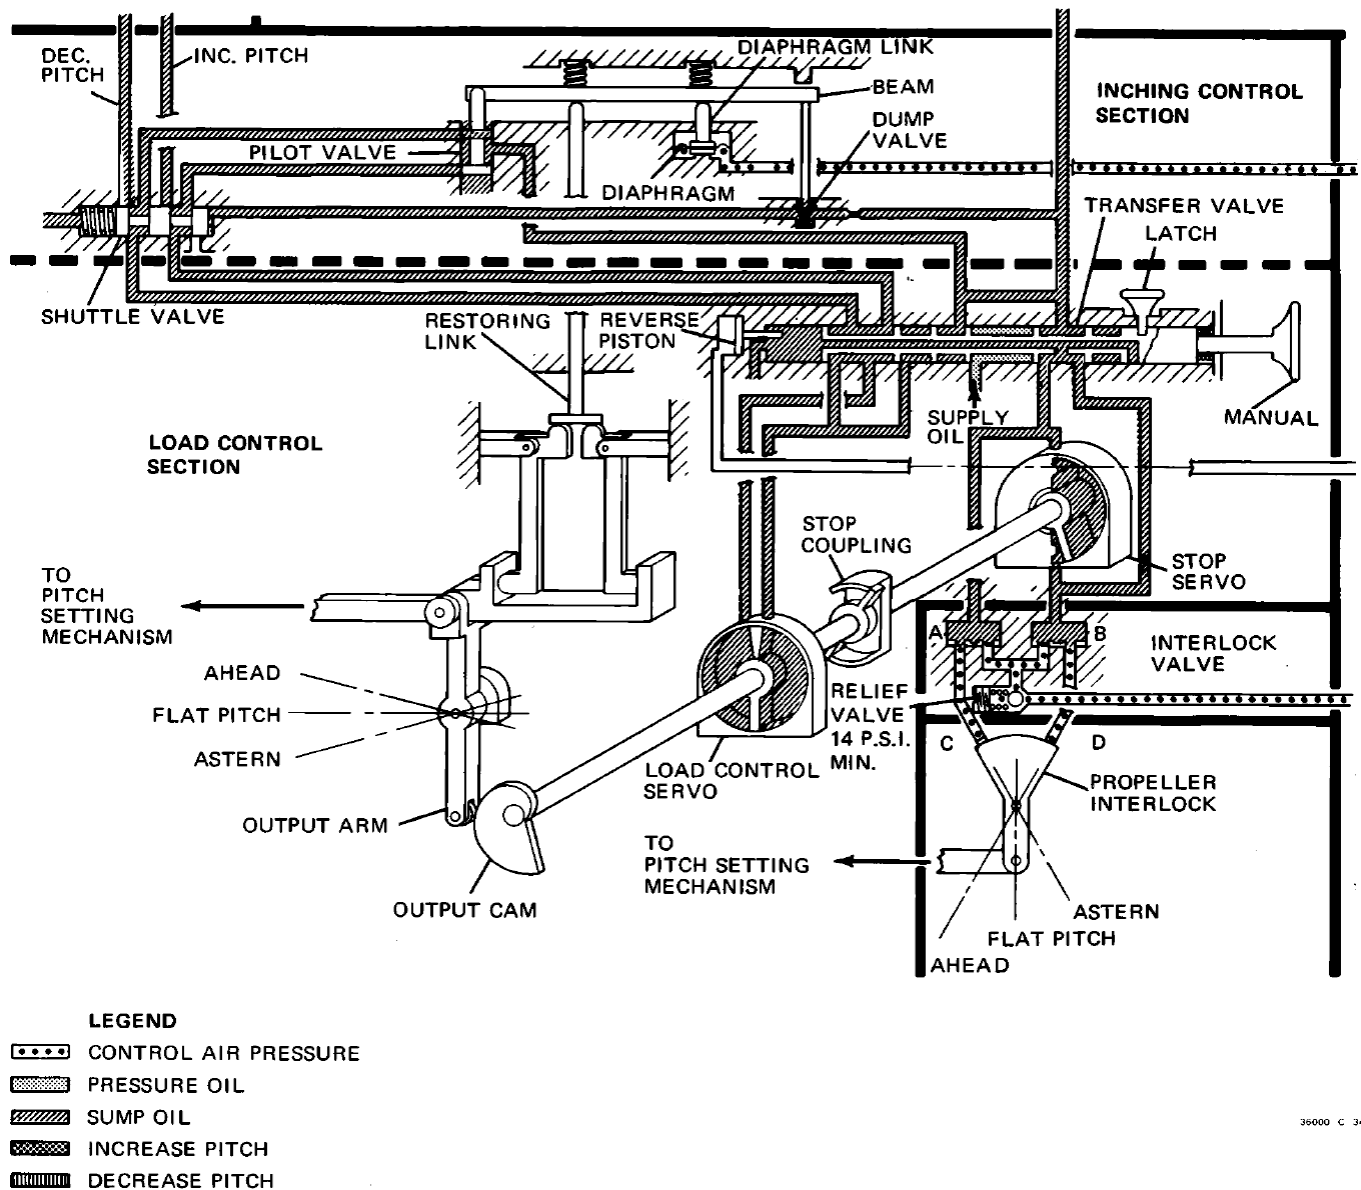 DEC.
PITCH
INC. PITCH
DIAPHRAGM LINK
BEAM
INCHING CONTROL
SECTION
DUMP
VALVE
PILOT VALVE
DIAPHRAGM
TRANSFER VALVE
LATCH
SHUTTLE VALVE
RESTORING
LINK
REVERSE
PISTON
SUPPLY
OIL
MANUAL
LOAD CONTROL
SECTION
STOP
COUPLING
STOP
SERVO
TO
PITCH
SETTING
MECHANISM
A
B
INTERLOCK
VALVE
AHEAD
FLAT PITCH
ASTERN
RELIEF
VALVE
14 P.S.I.
MIN.
C
D
LOAD CONTROL
SERVO
PROPELLER
INTERLOCK
OUTPUT ARM
TO
PITCH SETTING
MECHANISM
OUTPUT CAM
ASTERN
FLAT PITCH
AHEAD
LEGEND
CONTROL AIR PRESSURE
PRESSURE OIL
SUMP OIL
INCREASE PITCH
DECREASE PITCH
36000 C